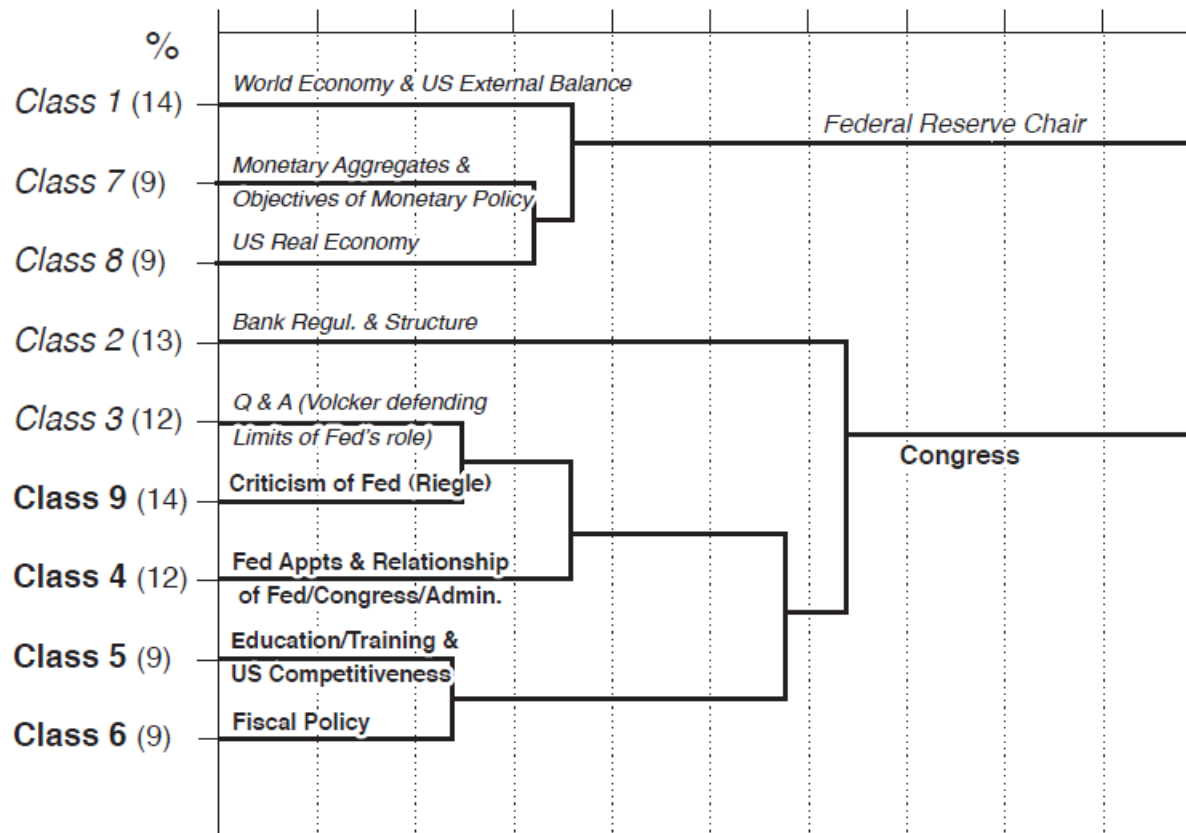 %
World Economy & US External Balance
Class 1 (14)
Federal Reserve Chair
Monetary Aggregates &
Class 7 (9)
Objectives of Monetary Policy
US Real Economy
Class 8 (9)
Bank Regul. & Structure
Class 2 (13)
Q & A (Volcker defending
Class 3 (12)
Limits of Fed's role)
Congress
Criticism of Fed (Riegle)
Class 9 (14)
Fed Appts & Relationship
Class 4 (12)
of Fed/Congress/Admin.
Education/Training &
Class 5 (9)
US Competitiveness
Fiscal Policy
Class 6 (9)